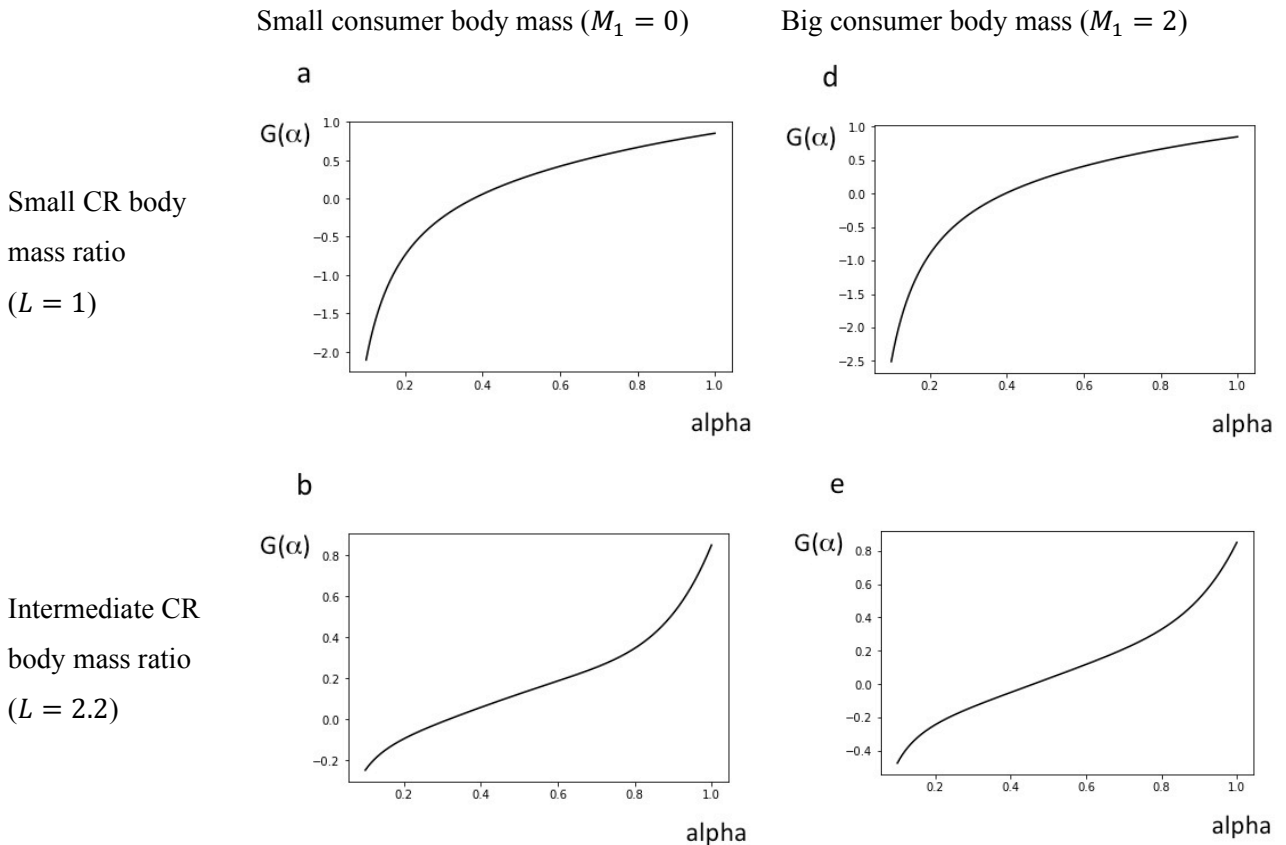 Small consumer body mass (𝑀₁ = 0)
Big consumer body mass (𝑀₁ = 2)
a
d
Small CR body
mass ratio
(𝐿 = 1)
G(α)
1.0
0.5
0.0
−0.5
−1.0
−1.5
−2.0
0.2 0.4 0.6 0.8 1.0
alpha
G(α)
1.0
0.5
0.0
−0.5
−1.0
−1.5
−2.0
−2.5
0.2 0.4 0.6 0.8 1.0
alpha
b
e
Intermediate CR
body mass ratio
(𝐿 = 2.2)
G(α)
0.8
0.6
0.4
0.2
0.0
−0.2
0.2 0.4 0.6 0.8 1.0
alpha
G(α)
0.8
0.6
0.4
0.2
0.0
−0.2
−0.4
0.2 0.4 0.6 0.8 1.0
alpha